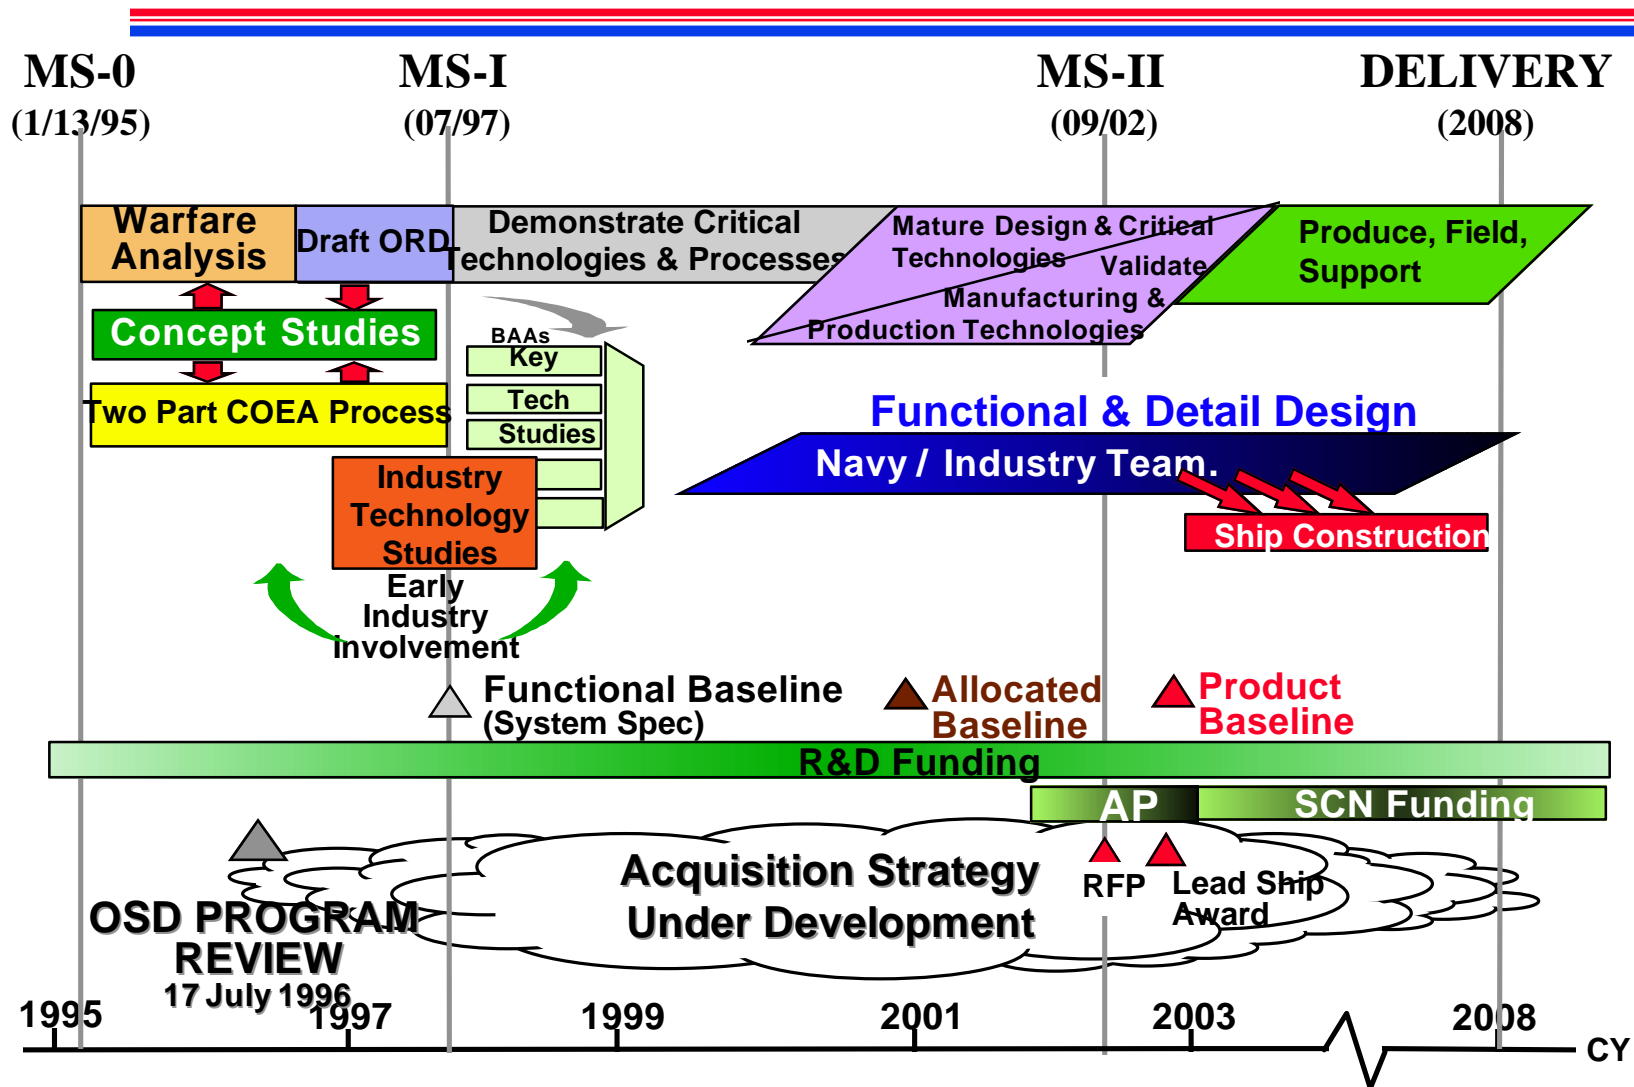 MS-0
(1/13/95)
MS-I
(07/97)
MS-II
(09/02)
DELIVERY
(2008)
Warfare
Analysis
Draft ORD
Demonstrate Critical
Technologies & Processes
Mature Design & Critical
Technologies
Validate
Manufacturing &
Production Technologies
Produce, Field,
Support
Concept Studies
Two Part COEA Process
BAAs
Key
Tech
Studies
Industry
Technology
Studies
Early
Industry
involvement
Functional & Detail Design
Navy / Industry Team.
Ship Construction
Functional Baseline
(System Spec)
Allocated
Baseline
Product
Baseline
R&D Funding
AP
SCN Funding
Acquisition Strategy
Under Development
RFP
Lead Ship
Award
OSD PROGRAM
REVIEW
17 July 1996
1995
1997
1999
2001
2003
2008
CY